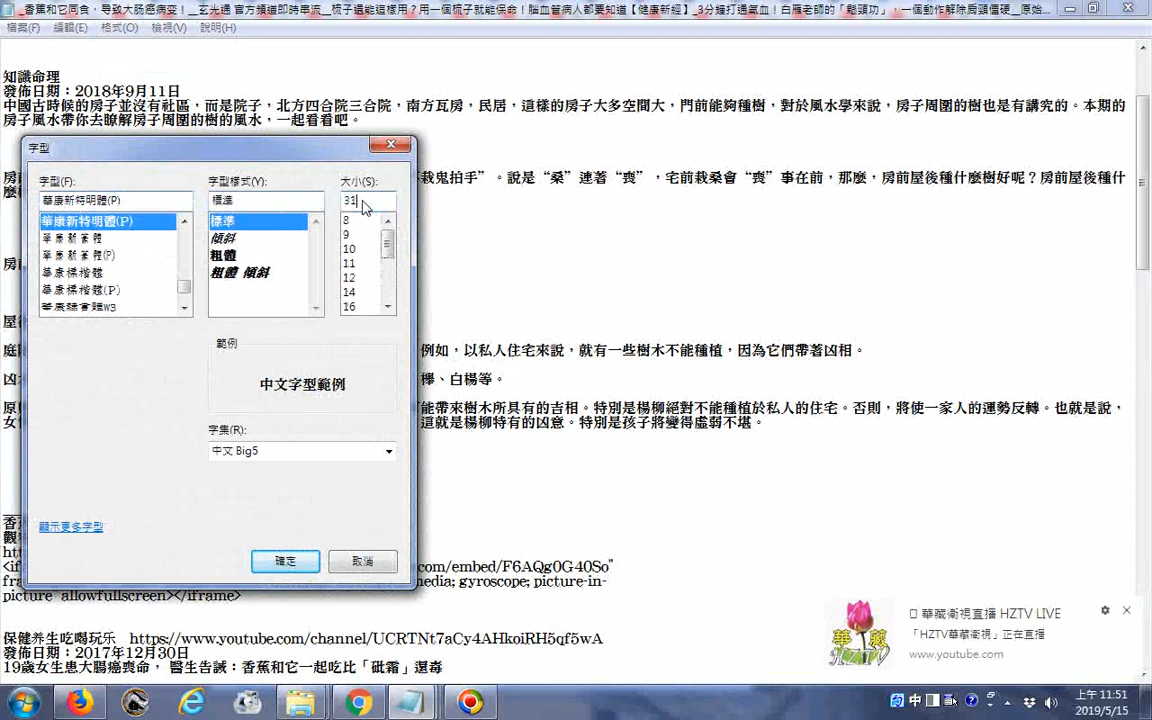 _香蕉和它同食，导致大肠癌病变！__玄光通 官方頻道即時串流__梳子還能這樣用？用一個梳子就能保命！腦血管病人都要知道【健康新經】_3分鐘打通氣血！白雁老師的「鬆頸功」，一個動作解除肩頸僵硬__原始...
檔案(F) 編輯(E) 格式(O) 檢視(V) 說明(H)
知識命理
發佈日期：2018年9月11日
中國古時候的房子並沒有社區，而是院子，北方四合院三合院，南方瓦房，民居，這樣的房子大多空間大，門前能夠種樹，對於風水學來說，房子周圍的樹也是有講究的。本期的
房子風水帶你去瞭解房子周圍的樹的風水，一起看看吧。
字型
房前
栽鬼拍手”。說是“桑”連著“喪”，宅前栽桑會“喪”事在前，那麼，房前屋後種什麼樹好呢？房前屋後種什
麼樹
字型(F):
字型樣式(Y):
大小(S):
華康新特明體(P)
標準
31
華康新特明體(P)
華康新篆體
華康新篆體(P)
華康標楷體
華康標楷體(P)
標準
傾斜
粗體
粗體 傾斜
8
9
10
11
12
14
16
房前
例如，以私人住宅來說，就有一些樹木不能種植，因為它們帶著凶相。
櫸、白楊等。
能帶來樹木所具有的吉相。特別是楊柳絕對不能種植於私人的住宅。否則，將使一家人的運勢反轉。也就是說，
這就是楊柳特有的凶意。特別是孩子將變得虛弱不堪。
範例
中文字型範例
字集(R):
中文 Big5
顯示更多字型
確定
取消
com/embed/F6AQg0G40So"
media; gyroscope; picture-in-
picture" allowfullscreen></iframe>
保健养生吃喝玩乐 https://www.youtube.com/channel/UCRTNt7aCy4AHkoiRH5qf5wA
發佈日期：2017年12月30日
19歲女生患大腸癌喪命， 醫生告誡：香蕉和它一起吃比「砒霜」還毒
華藏
HZTV
華藏衛視直播 HZTV LIVE
「HZTV華藏衛視」正在直播
www.youtube.com
中
上午 11:51
2019/5/15